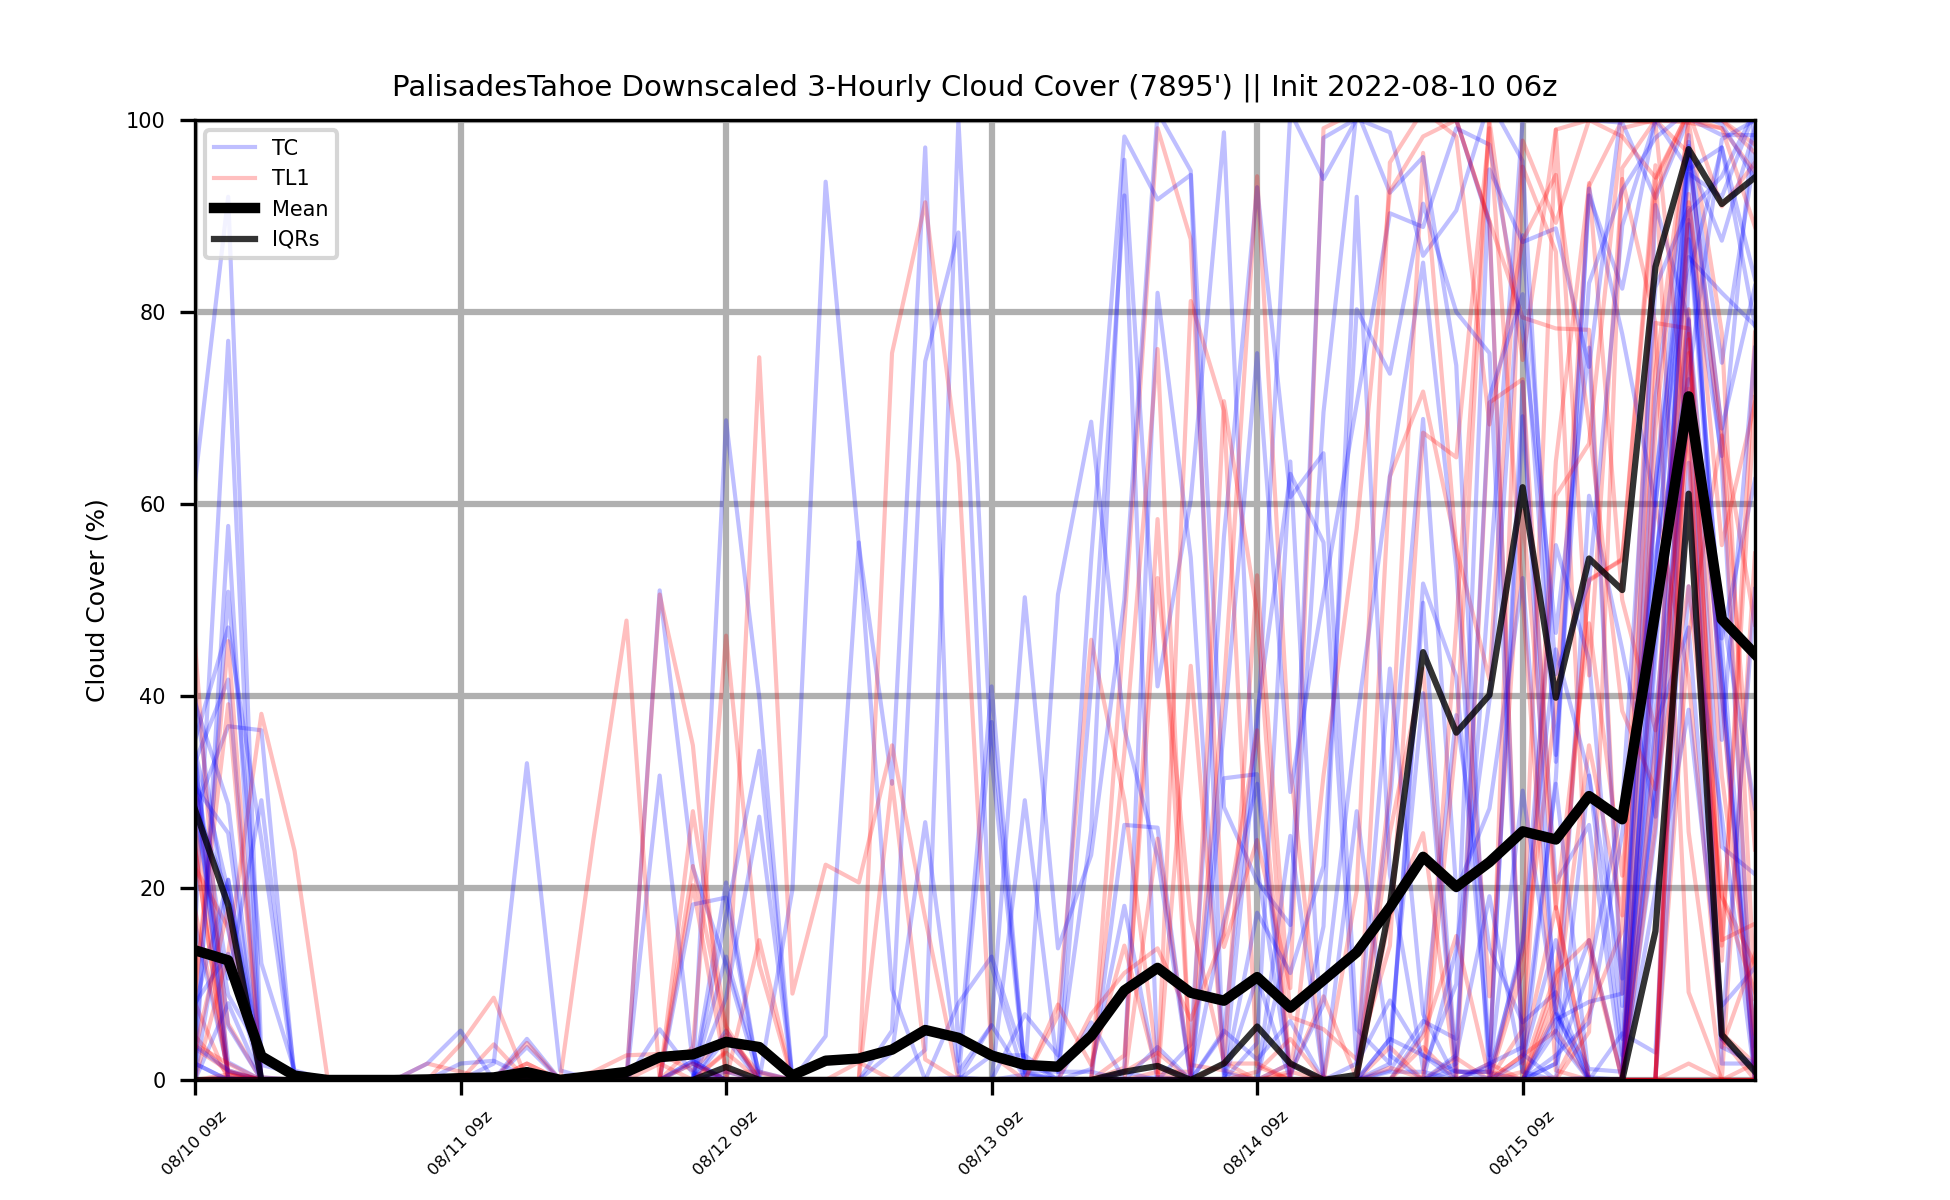 PalisadesTahoe Downscaled 3-Hourly Cloud Cover (7895') || Init 2022-08-10 06z
TC
TL1
Mean
IQRs
Cloud Cover (%)
100
80
60
40
20
0
08/10 09z
08/11 09z
08/12 09z
08/13 09z
08/14 09z
08/15 09z